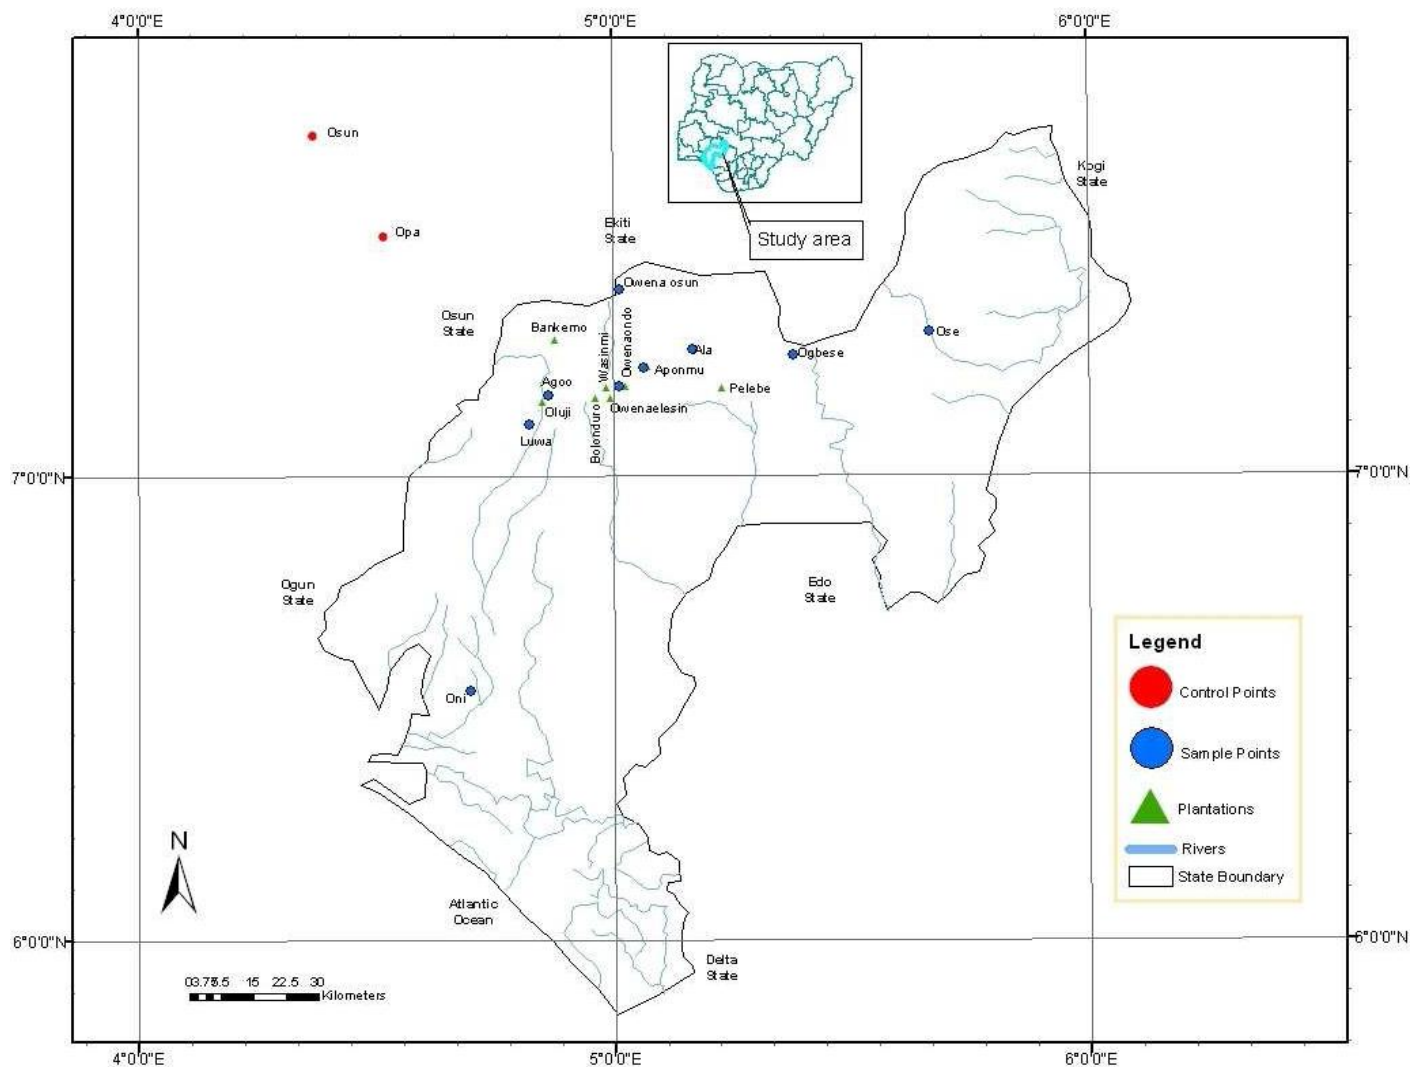 4°0'0"E 5°0'0"E 6°0'0"E
Osun
Kogi
State
Opa
Ekiti
State
Study area
Owena osun
Osun
State
Bankemo
Wasinmi
Owenaondo
Ala
Ogbese
Ose
Aponmu
Agoo
Pelebe
Oluji
Owenaelesin
Bolorunduro
Luwa
7°0'0"N 7°0'0"N
Ogun
State
Edo
State
Legend
Control Points
Oni
Sample Points
Plantations
Rivers
State Boundary
N
Atlantic
Ocean
6°0'0"N 6°0'0"N
Delta
State
03.757.5 15 22.5 30
Kilometers
4°0'0"E 5°0'0"E 6°0'0"E